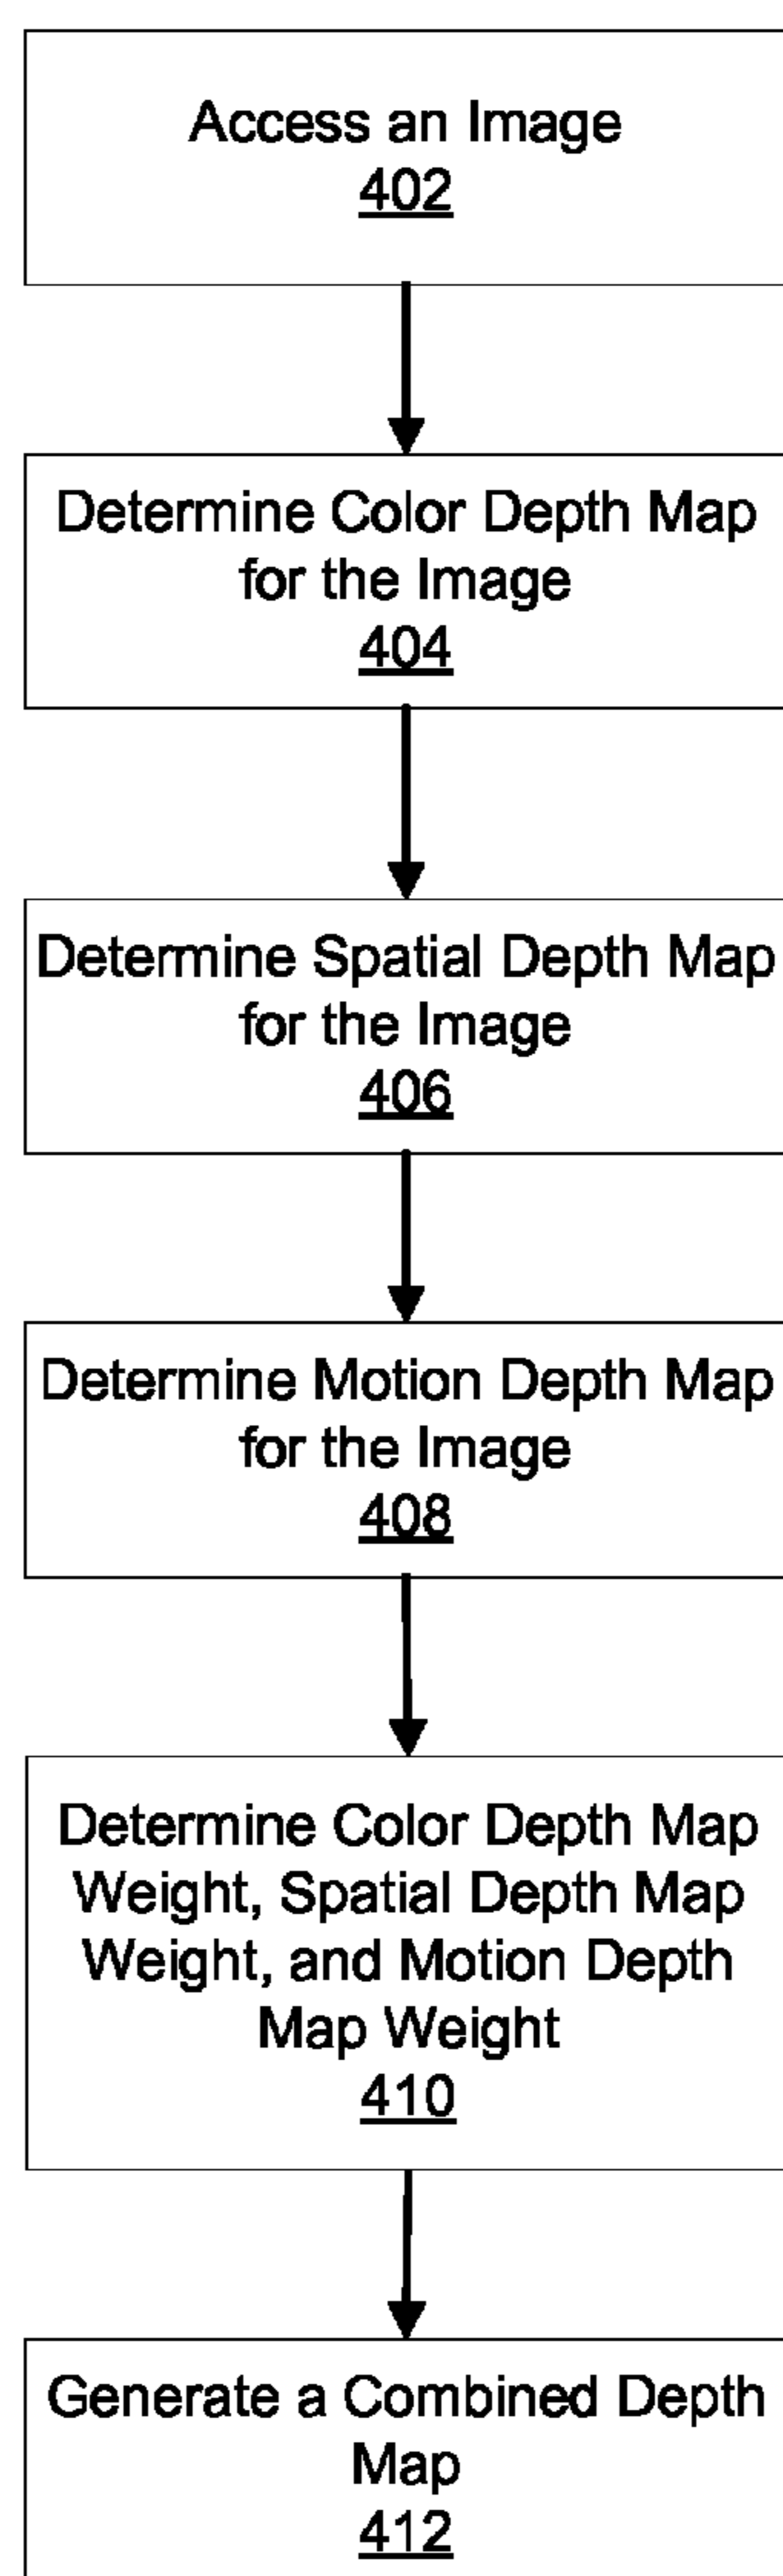 Access an Image
402
Determine Color Depth Map
for the Image
404
Determine Spatial Depth Map
for the Image
406
Determine Motion Depth Map
for the Image
408
Determine Color Depth Map
Weight, Spatial Depth Map
Weight, and Motion Depth
Map Weight
410
Generate a Combined Depth
Map
412